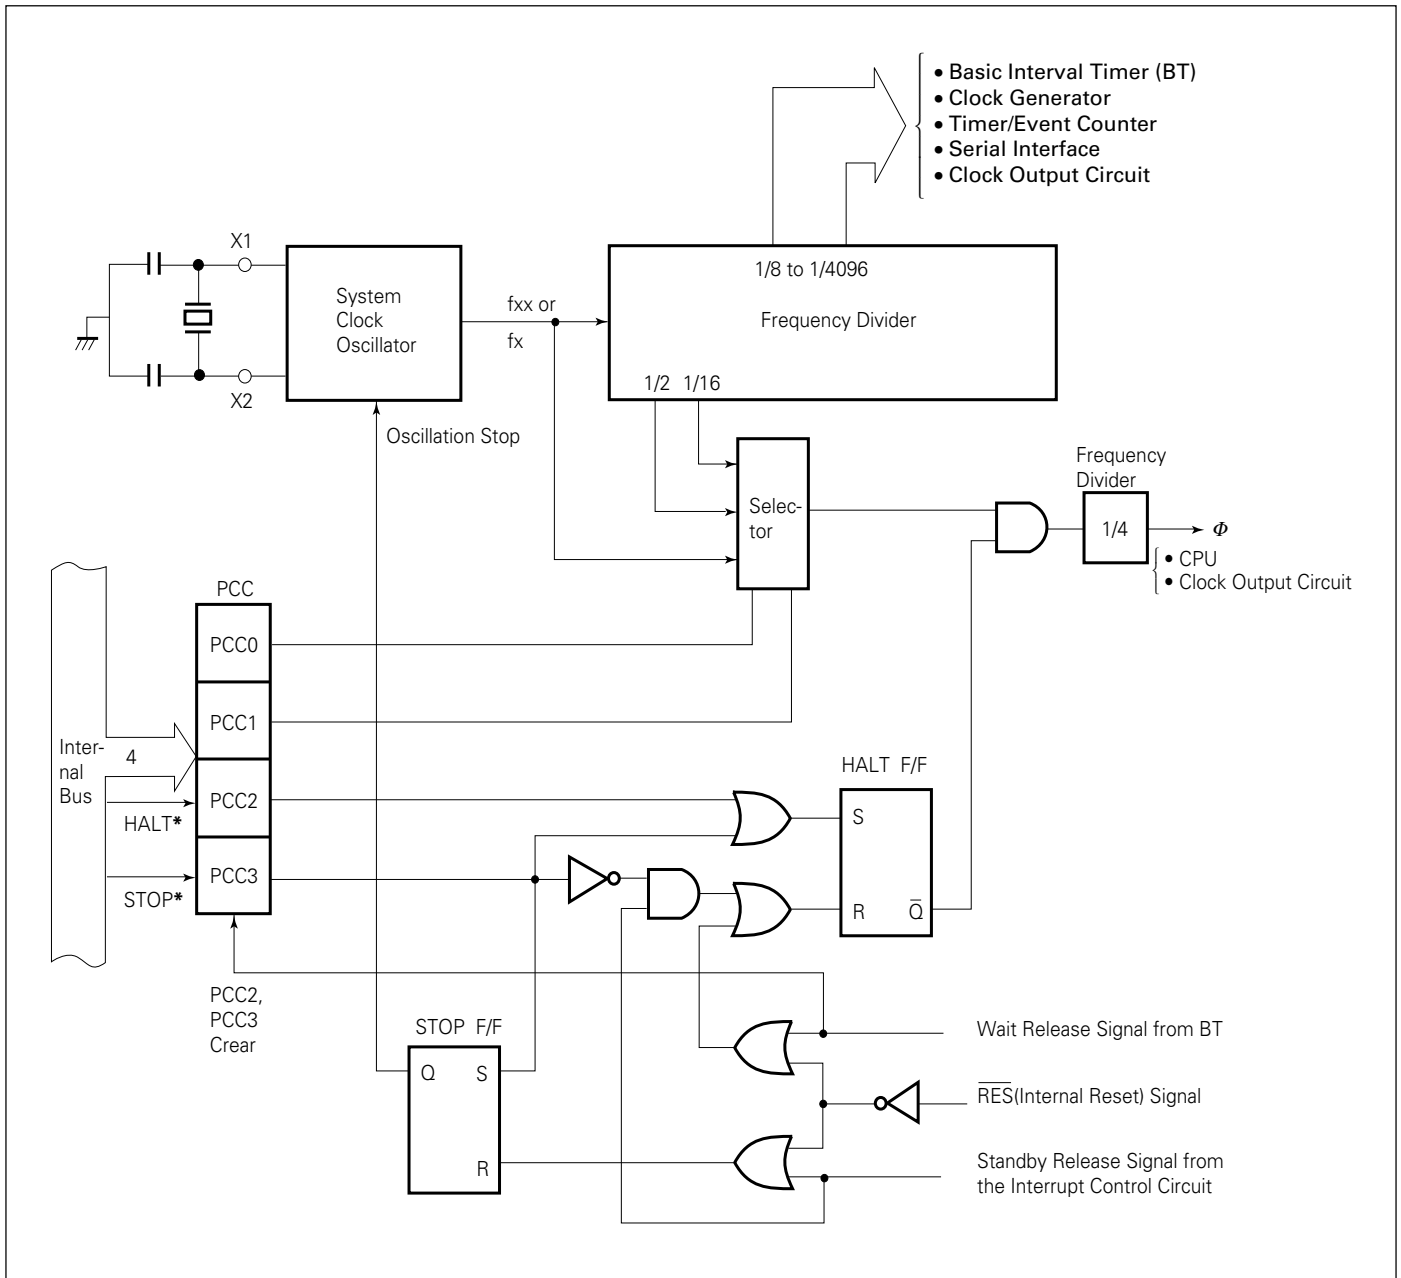 • Basic Interval Timer (BT)
• Clock Generator
• Timer/Event Counter
• Serial Interface
• Clock Output Circuit
X1
System
Clock
Oscillator
fxx or
fx
1/8 to 1/4096
Frequency Divider
1/2 1/16
X2
Oscillation Stop
Selec-
tor
Frequency
Divider
1/4
Φ
• CPU
• Clock Output Circuit
PCC
PCC0
PCC1
PCC2
PCC3
Inter-
nal
Bus
4
HALT*
STOP*
HALT F/F
S
R
Q̅
PCC2,
PCC3
Crear
STOP F/F
Q
S
R
Wait Release Signal from BT
R̅E̅S̅(Internal Reset) Signal
Standby Release Signal from
the Interrupt Control Circuit